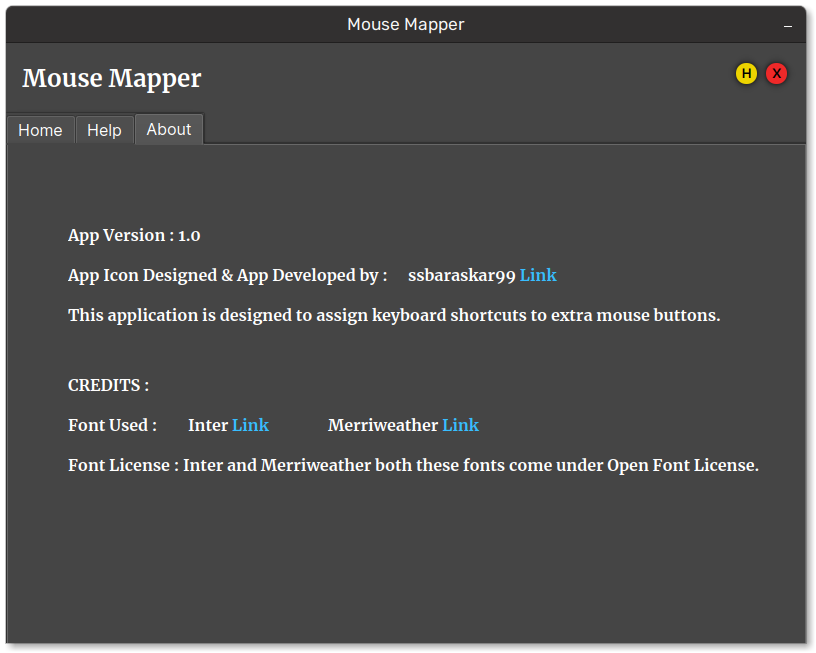 Mouse Mapper
Mouse Mapper
H X
Home Help About
App Version : 1.0
App Icon Designed & App Developed by : ssbaraskar99 Link
This application is designed to assign keyboard shortcuts to extra mouse buttons.
CREDITS :
Font Used : Inter Link Merriweather Link
Font License : Inter and Merriweather both these fonts come under Open Font License.